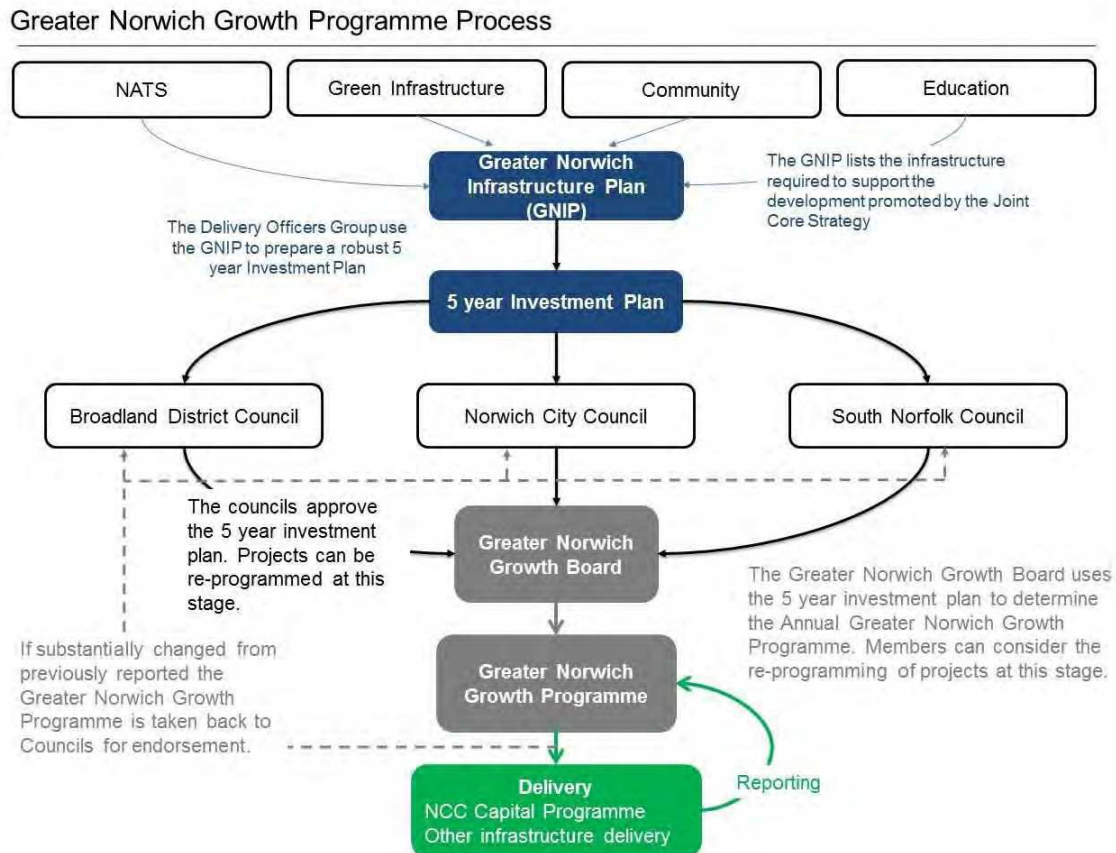 Greater Norwich Growth Programme Process
NATS
Green Infrastructure
Community
Education
Greater Norwich
Infrastructure Plan
(GNIP)
The GNIP lists the infrastructure
required to support the
development promoted by the Joint
Core Strategy
The Delivery Officers Group use
the GNIP to prepare a robust 5
year Investment Plan
5 year Investment Plan
Broadland District Council
Norwich City Council
South Norfolk Council
The councils approve
the 5 year investment
plan. Projects can be
re-programmed at this
stage.
Greater Norwich
Growth Board
The Greater Norwich Growth Board uses
the 5 year investment plan to determine
the Annual Greater Norwich Growth
Programme. Members can consider the
re-programming of projects at this stage.
If substantially changed from
previously reported the
Greater Norwich Growth
Programme is taken back to
Councils for endorsement.
Greater Norwich
Growth Programme
Reporting
Delivery
NCC Capital Programme
Other infrastructure delivery